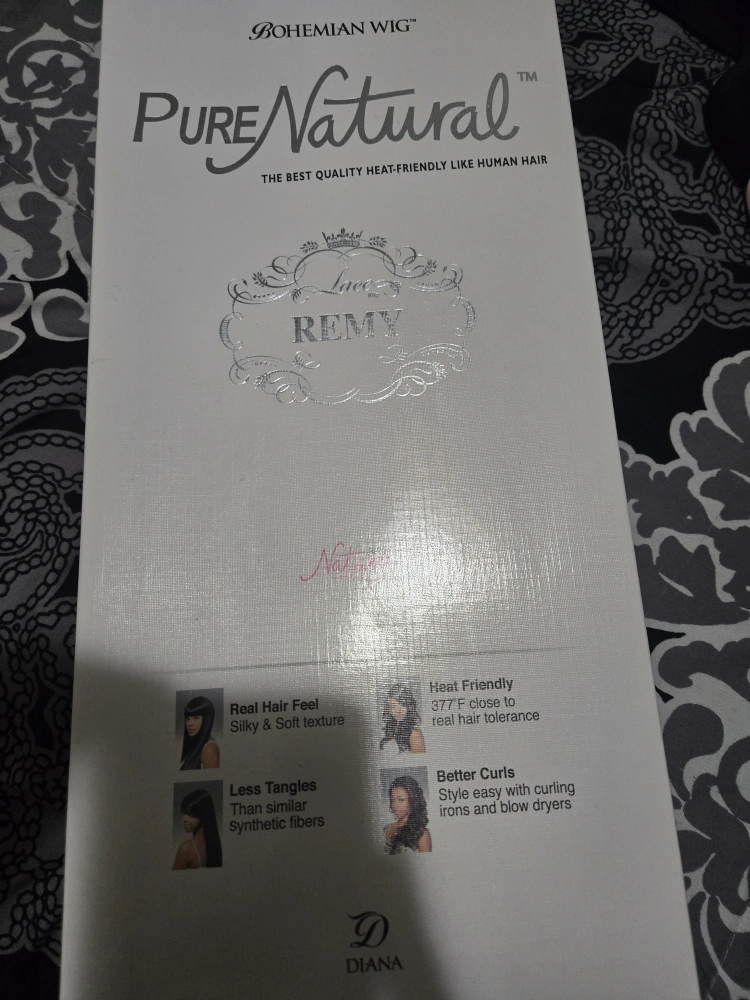 BOHEMIAN WIG™
PURE Natural™
THE BEST QUALITY HEAT-FRIENDLY LIKE HUMAN HAIR
Lace
REMY
Real Hair Feel
Silky & Soft texture
Heat Friendly
377°F close to
real hair tolerance
Less Tangles
Than similar
Synthetic fibers
Better Curls
Style easy with curling
irons and blow dryers
D
DIANA